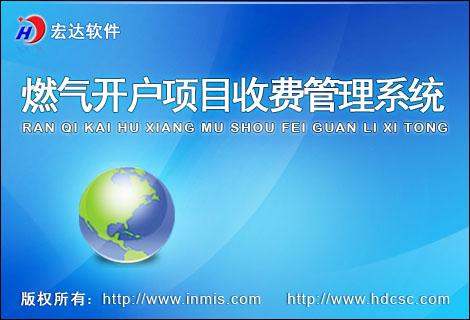 宏达软件
燃气开户项目收费管理系统
RAN QI KAI HU XIANG MU SHOU FEI GUAN LI XI TONG
版权所有：http://www.inmis.com http://www.hdcsc.com